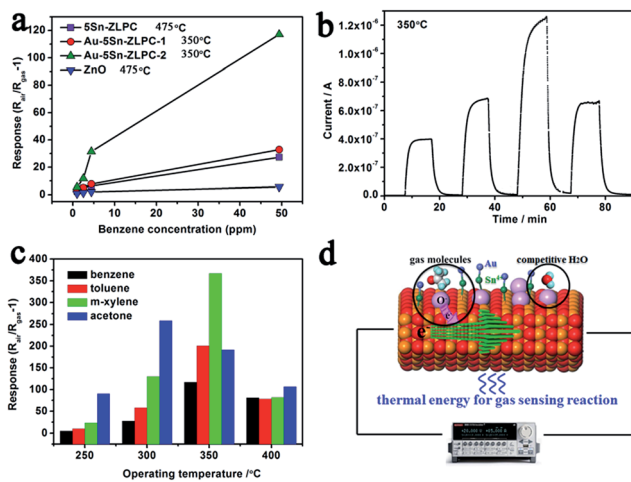 a
5Sn-ZLPC 475°C
Au-5Sn-ZLPC-1 350°C
Au-5Sn-ZLPC-2 350°C
ZnO 475°C
Response (Rair/Rgas-1)
120
100
80
60
40
20
0
0 10 20 30 40 50
Benzene concentration (ppm)
b
350°C
Current / A
1.2x10-6
1.0x10-6
8.0x10-7
6.0x10-7
4.0x10-7
2.0x10-7
0.0
0 20 40 60 80
Time / min
c
benzene
toluene
m-xylene
acetone
Response (Rair/Rgas-1)
400
350
300
250
200
150
100
50
0
250 300 350 400
Operating temperature /°C
d
gas molecules
Au
Sn4+
competitive H2O
O
e-
e-
thermal energy for gas sensing reaction